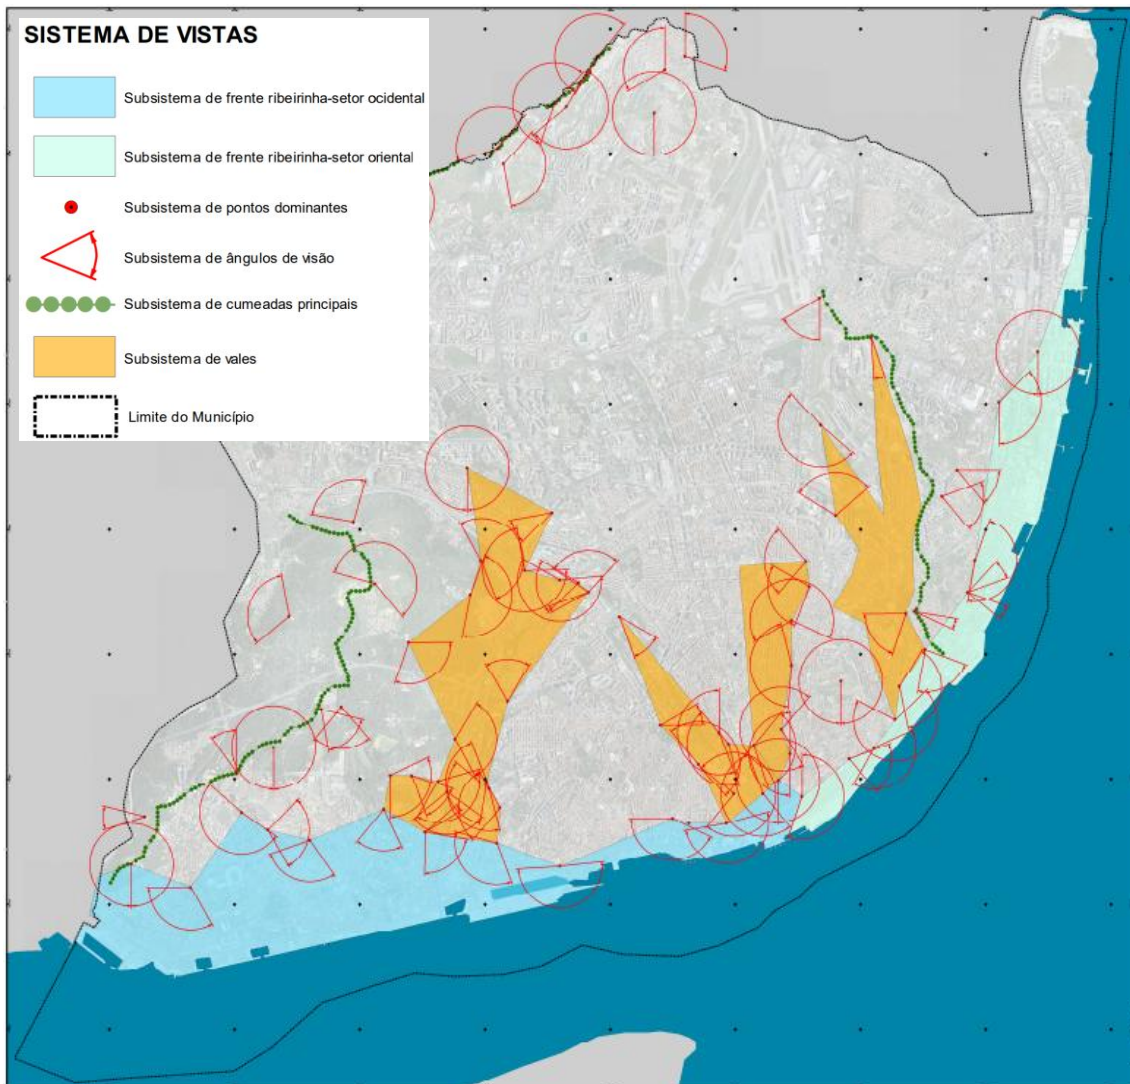 SISTEMA DE VISTAS
Subsistema de frente ribeirinha-setor ocidental
Subsistema de frente ribeirinha-setor oriental
Subsistema de pontos dominantes
Subsistema de ângulos de visão
Subsistema de cumeadas principais
Subsistema de vales
Limite do Município